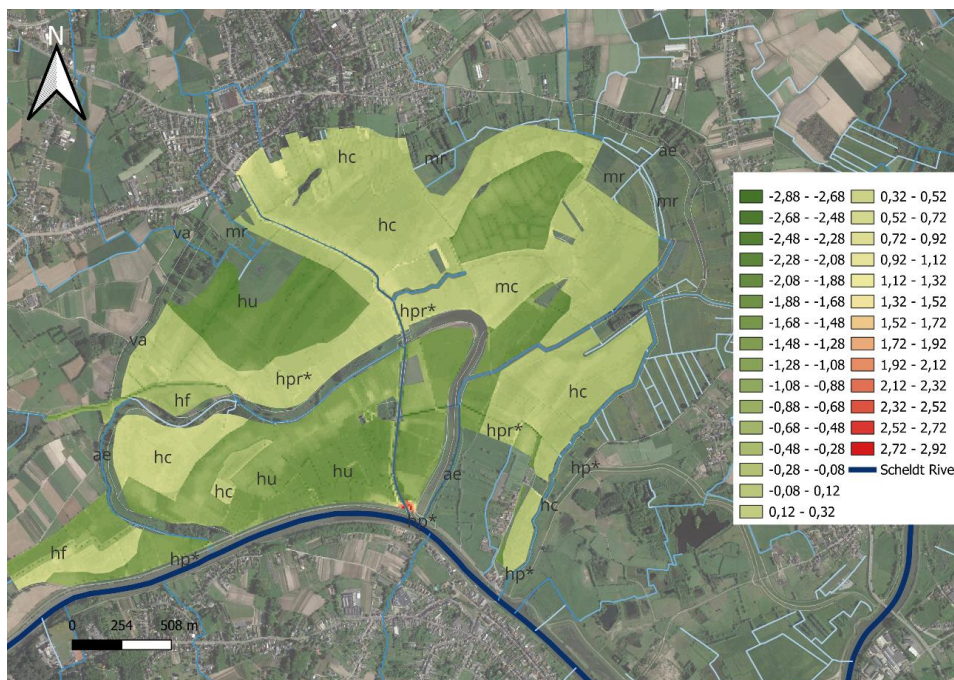 N
hc
mr
ae
mr
mr
hc
va
mr
hu
mc
hpr*
va
hpr*
hf
hc
hpr*
ae
hc
hc
hu
hu
ae
hp*
hc
hp*
hf
hp*
hp*
0 254 508 m
-2,88 - -2,68
-2,68 - -2,48
-2,48 - -2,28
-2,28 - -2,08
-2,08 - -1,88
-1,88 - -1,68
-1,68 - -1,48
-1,48 - -1,28
-1,28 - -1,08
-1,08 - -0,88
-0,88 - -0,68
-0,68 - -0,48
-0,48 - -0,28
-0,28 - -0,08
-0,08 - 0,12
0,12 - 0,32
0,32 - 0,52
0,52 - 0,72
0,72 - 0,92
0,92 - 1,12
1,12 - 1,32
1,32 - 1,52
1,52 - 1,72
1,72 - 1,92
1,92 - 2,12
2,12 - 2,32
2,32 - 2,52
2,52 - 2,72
2,72 - 2,92
Scheldt Rive